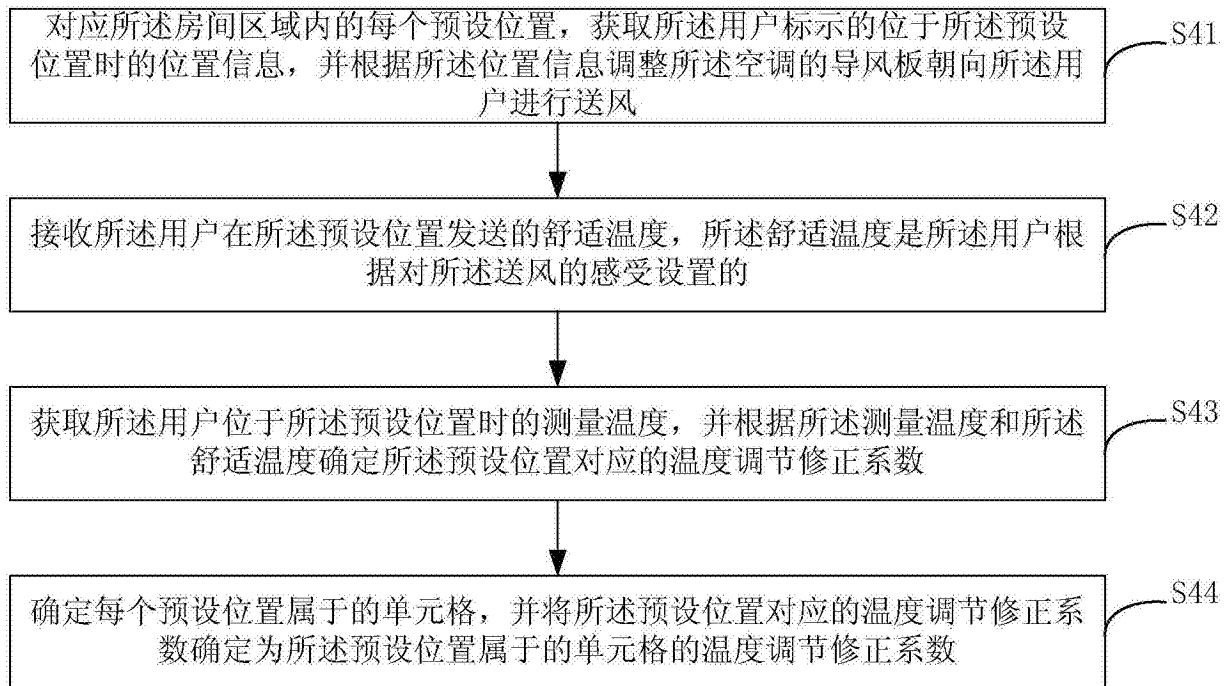 对应所述房间区域内的每个预设位置，获取所述用户标示的位于所述预设
位置时的位置信息，并根据所述位置信息调整所述空调的导风板朝向所述用
户进行送风
S41
接收所述用户在所述预设位置发送的舒适温度，所述舒适温度是所述用户根
据对所述送风的感受设置的
S42
获取所述用户位于所述预设位置时的测量温度，并根据所述测量温度和所述
舒适温度确定所述预设位置对应的温度调节修正系数
S43
确定每个预设位置属于的单元格，并将所述预设位置对应的温度调节修正系
数确定为所述预设位置属于的单元格的温度调节修正系数
S44